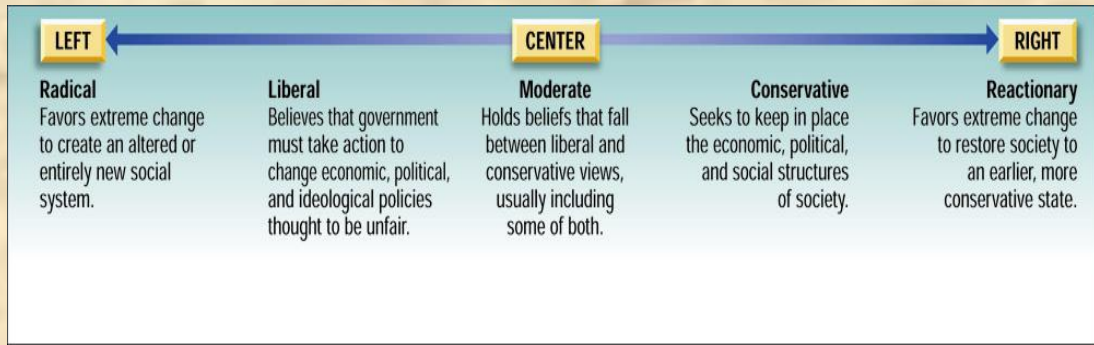 LEFT
CENTER
RIGHT
Radical
Favors extreme change
to create an altered or
entirely new social
system.
Liberal
Believes that government
must take action to
change economic, political,
and ideological policies
thought to be unfair.
Moderate
Holds beliefs that fall
between liberal and
conservative views,
usually including
some of both.
Conservative
Seeks to keep in place
the economic, political,
and social structures
of society.
Reactionary
Favors extreme change
to restore society to
an earlier, more
conservative state.